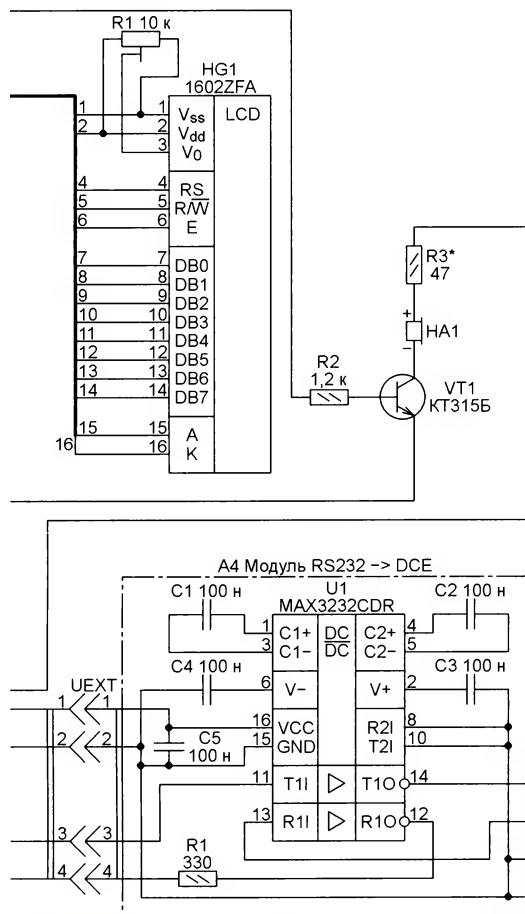 R1 10 к
HG1
1602ZFA
1 1 Vss LCD
2 2 Vdd
3 V0
4 4 RS
5 5 R/W
6 6 E
7 7 DB0
8 8 DB1
9 9 DB2
10 10 DB3
11 11 DB4
12 12 DB5
13 13 DB6
14 14 DB7
15 15 A
16 16 K
R3*
47
+
HA1
–
R2
1,2 к
VT1
КТ315Б
A4 Модуль RS232 –> DCE
U1
MAX3232CDR
C1 100 н
C2 100 н
1 C1+ DC C2+ 4
3 C1– DC C2– 5
C4 100 н
C3 100 н
6 V– V+ 2
UEXT
1 1
16 VCC R2I 8
2 2
C5
100 н
15 GND T2I 10
11 T1I T1O 14
13 R1I R1O 12
3 3
R1
330
4 4